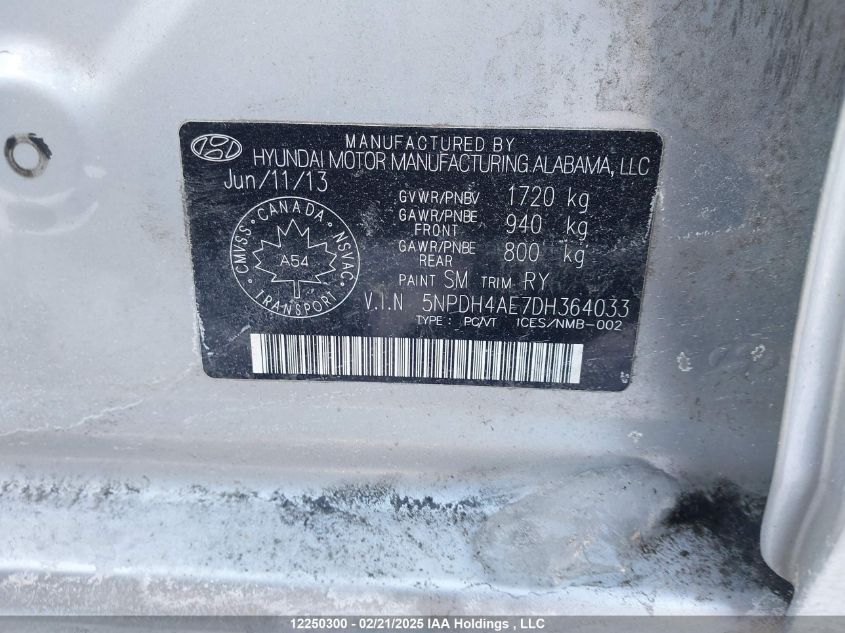 MANUFACTURED BY
HYUNDAI MOTOR MANUFACTURING ALABAMA, LLC
Jun/11/13
GVWR/PNBV 1720 kg
GAWR/PNBE FRONT 940 kg
GAWR/PNBE REAR 800 kg
PAINT SM TRIM RY
CANADA
CMVSS · NSVAC
A54
TRANSPORT
V.I.N 5NPDH4AE7DH364033
TYPE : PC/VT ICES/NMB-002
12250300 - 02/21/2025 IAA Holdings , LLC